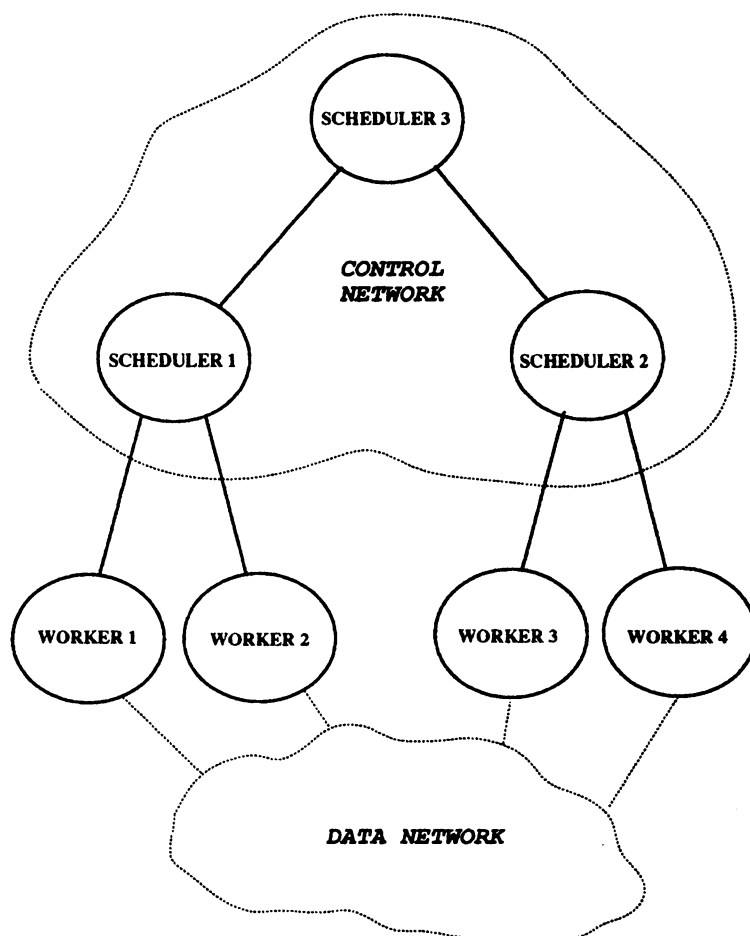 SCHEDULER 3
CONTROL
NETWORK
SCHEDULER 1
SCHEDULER 2
WORKER 1
WORKER 2
WORKER 3
WORKER 4
DATA NETWORK